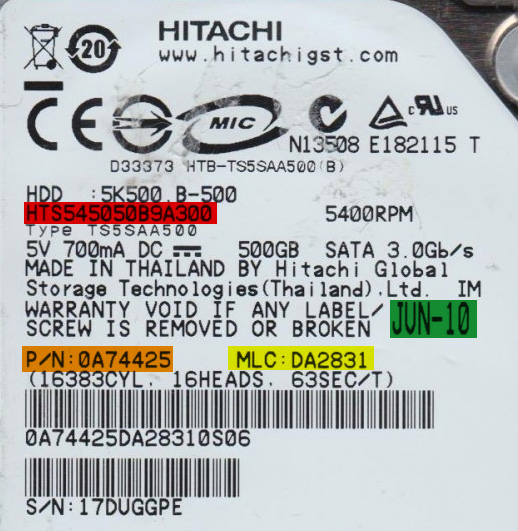 HITACHI
20
www.hitachigst.com
CE
MIC
c US
N13508 E182115 T
D33373 HTB-TS5SAA500(B)
HDD :5K500.B-500
HTS545050B9A300 5400RPM
Type TS5SAA500
5V 700mA DC 500GB SATA 3.0Gb/s
MADE IN THAILAND BY Hitachi Global
Storage Technologies(Thailand).Ltd. IM
WARRANTY VOID IF ANY LABEL/
SCREW IS REMOVED OR BROKEN JUN-10
P/N:0A74425 MLC:DA2831
(16383CYL. 16HEADS. 63SEC/T)
0A74425DA28310S06
S/N:17DUGGPE